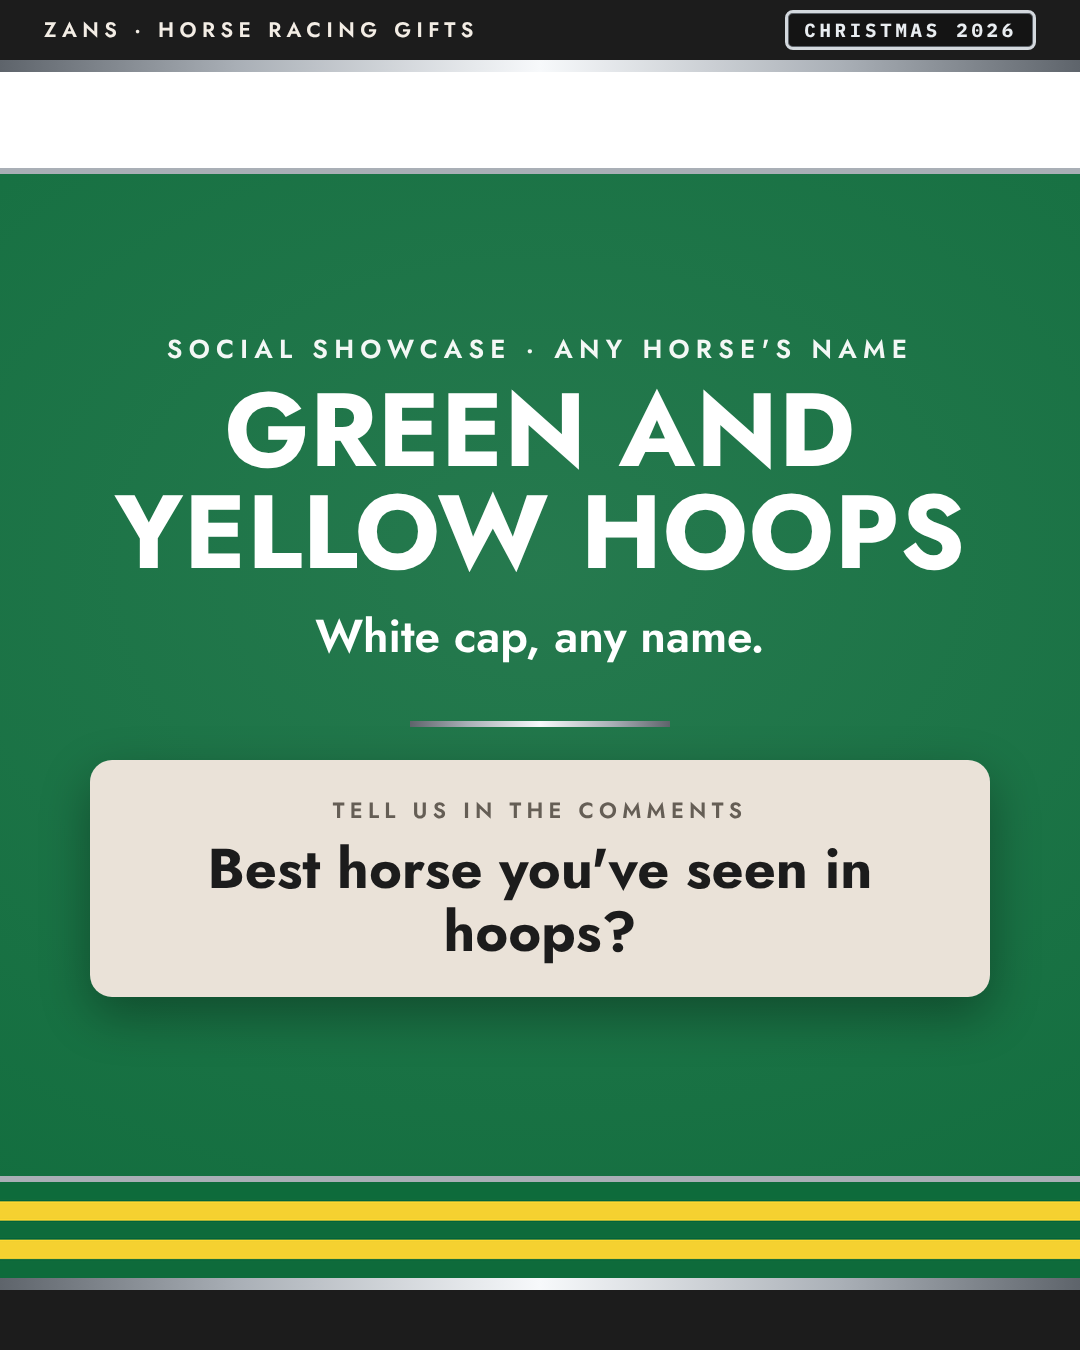 ZANS · HORSE RACING GIFTS
CHRISTMAS 2026
SOCIAL SHOWCASE · ANY HORSE'S NAME
GREEN AND
YELLOW HOOPS
White cap, any name.
TELL US IN THE COMMENTS
Best horse you've seen in
hoops?